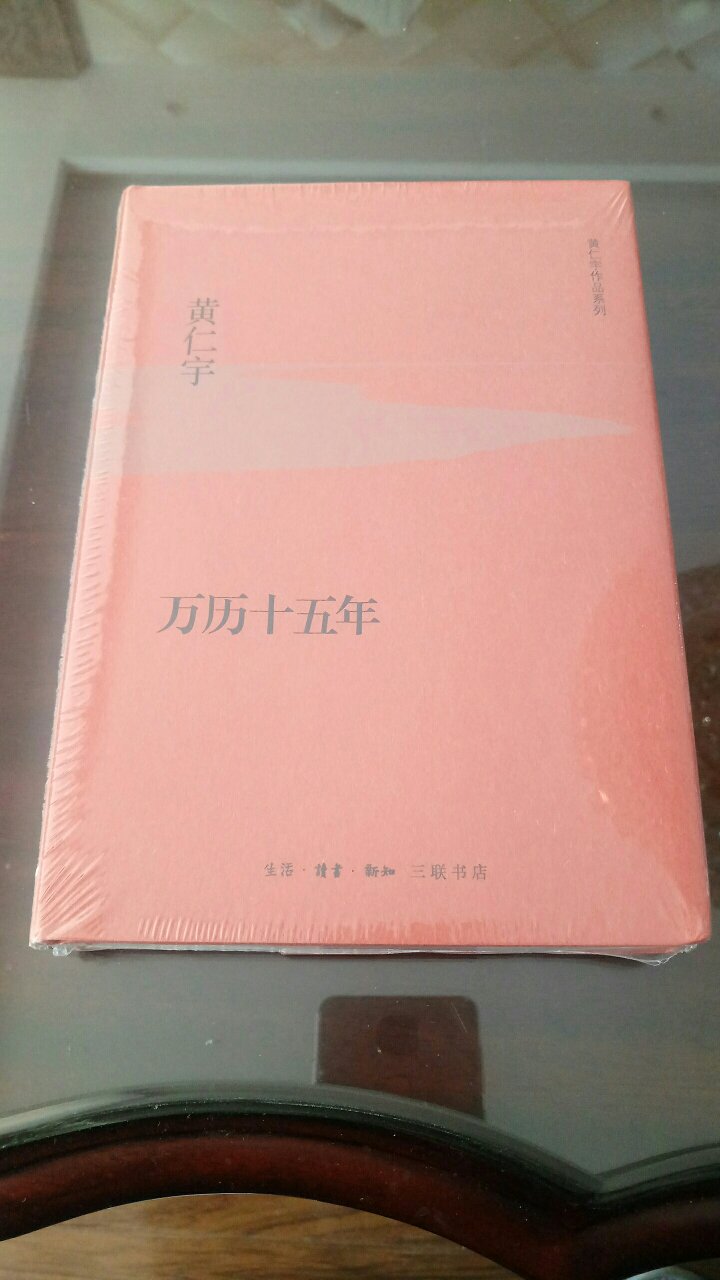 黄仁宇作品系列
黄仁宇
万历十五年
生活·讀書·新知 三联书店